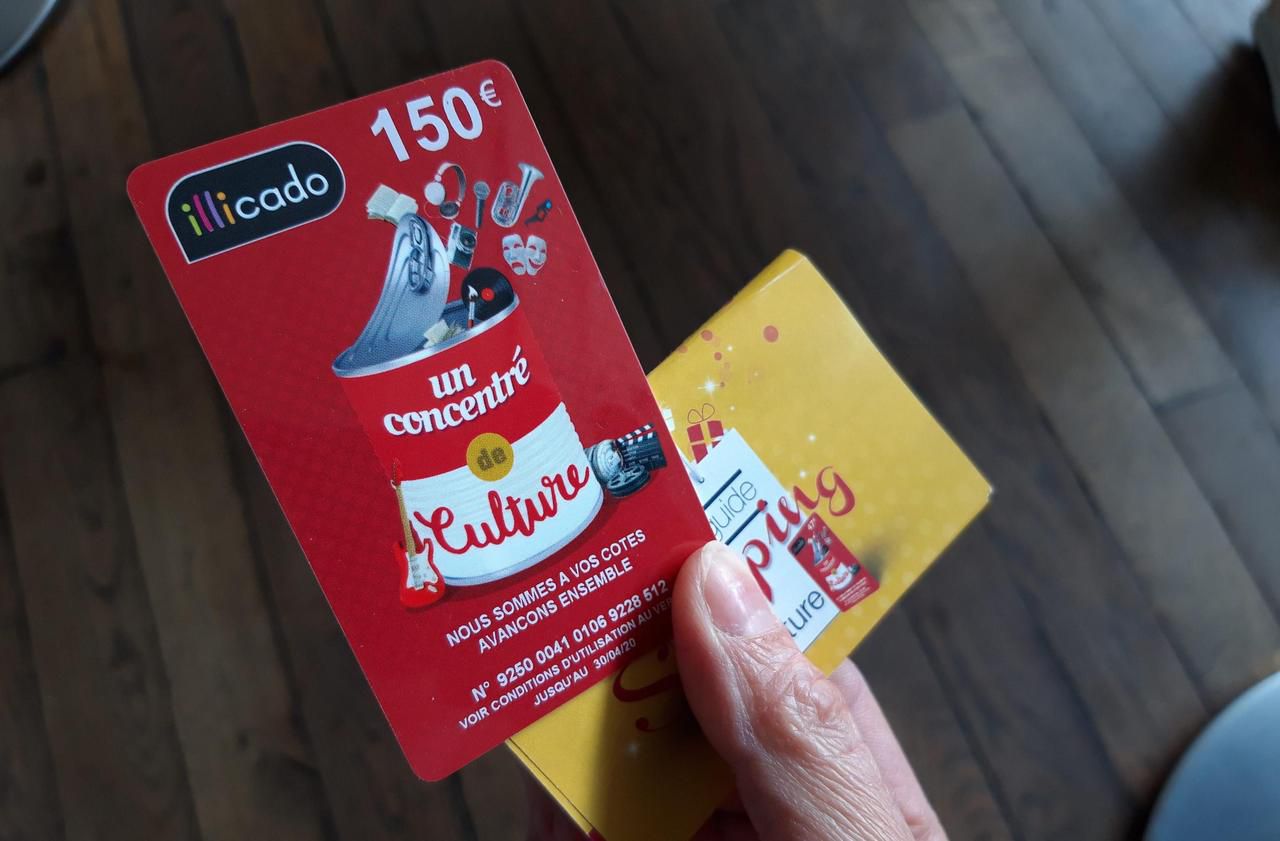 150€
illicado
un
concentré
de
Culture
NOUS SOMMES A VOS COTES
AVANCONS ENSEMBLE
N° 9250 0041 0106 9228 512
VOIR CONDITIONS D'UTILISATION AU
JUSQU'AU 30/04/20
guide
ping
ture